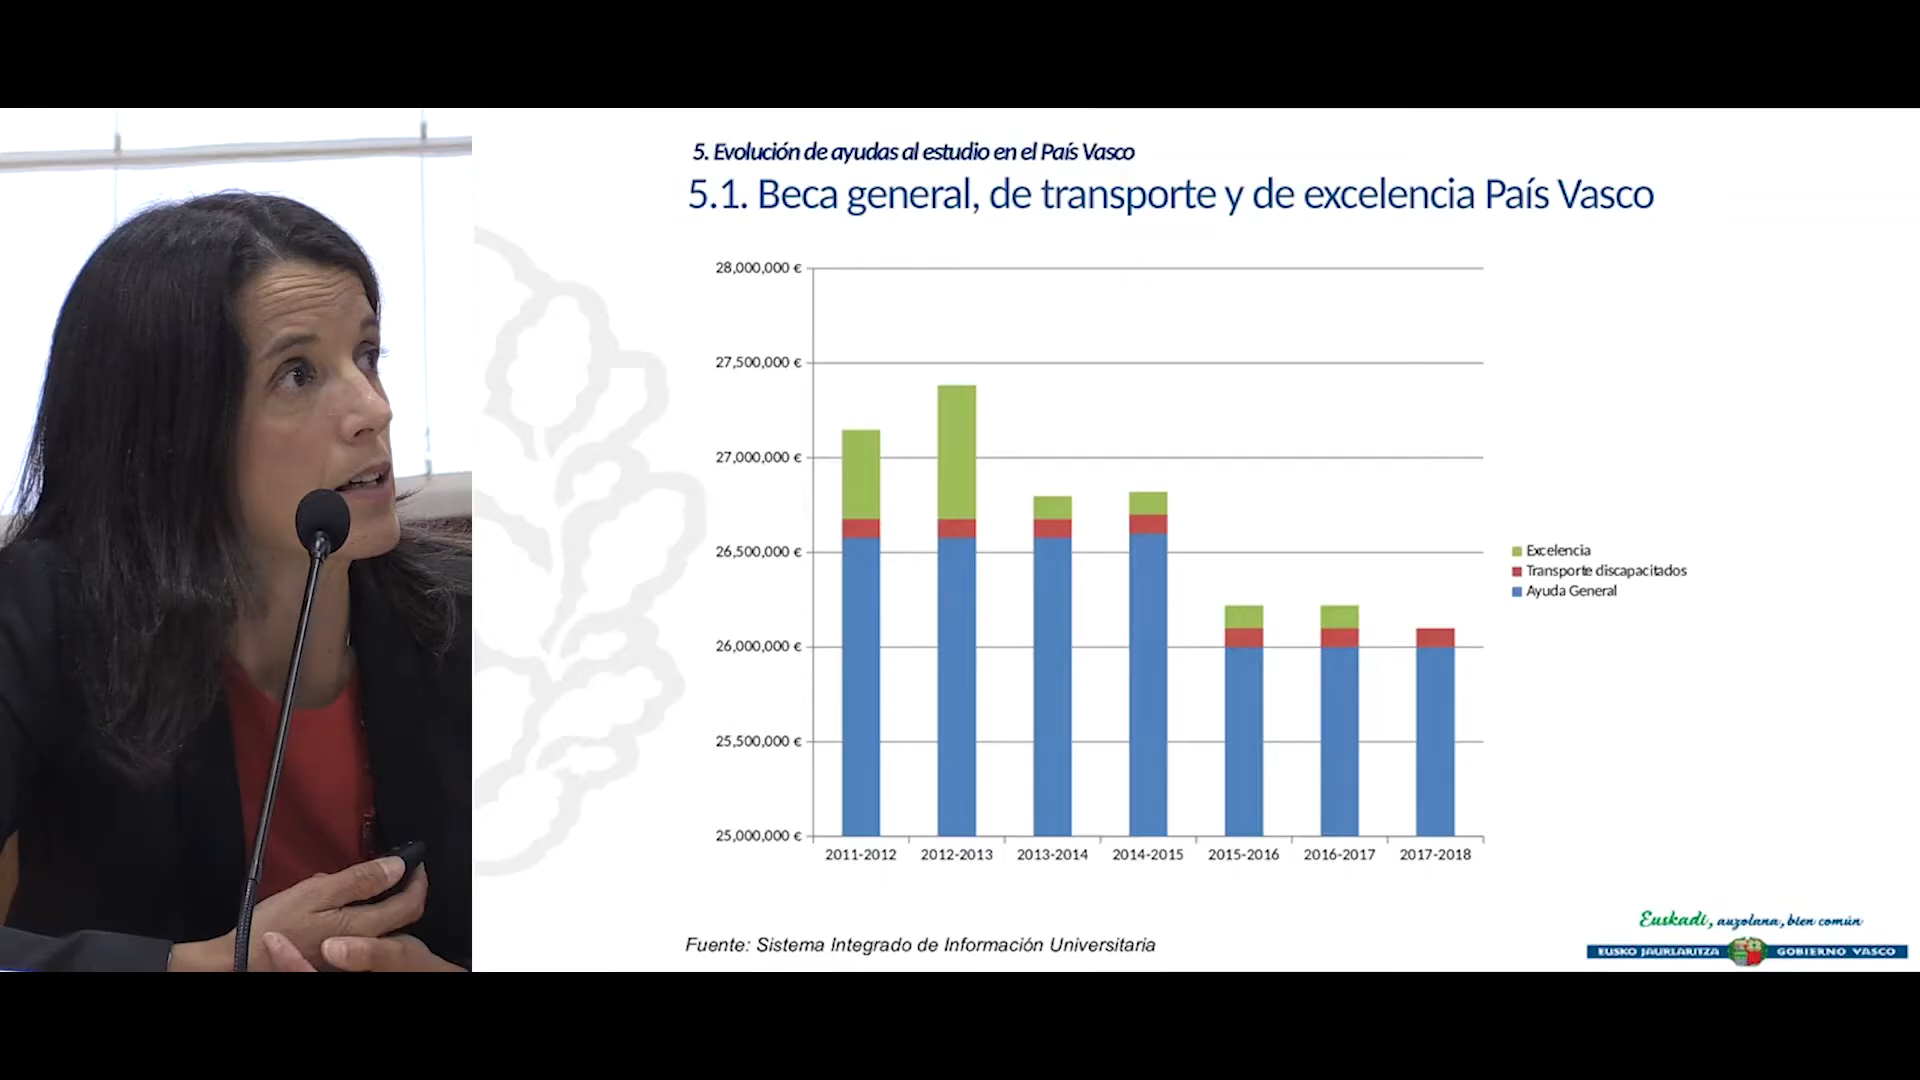 5. Evolución de ayudas al estudio en el País Vasco
5.1. Beca general, de transporte y de excelencia País Vasco
28,000,000 €
27,500,000 €
27,000,000 €
26,500,000 €
26,000,000 €
25,500,000 €
25,000,000 €
2011-2012 2012-2013 2013-2014 2014-2015 2015-2016 2016-2017 2017-2018
Excelencia
Transporte discapacitados
Ayuda General
Fuente: Sistema Integrado de Información Universitaria
Euskadi, auzolana, bien común
EUSKO JAURLARITZA GOBIERNO VASCO